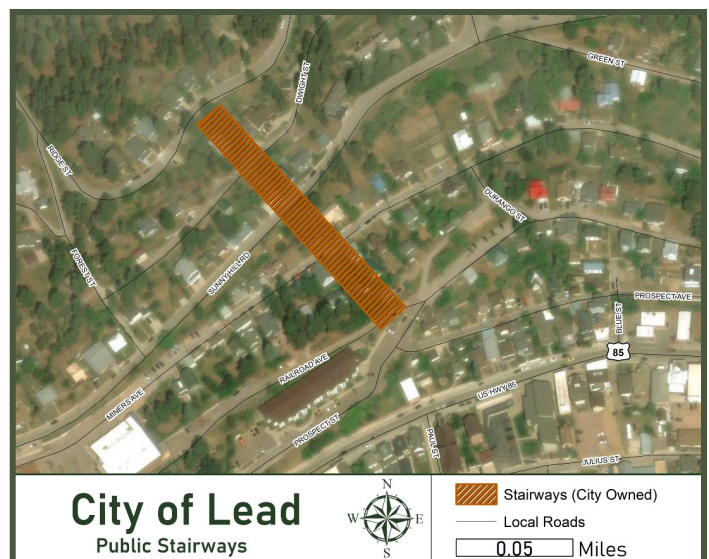 GREEN ST
DWIGHT ST
RIDGE ST
DURANGO ST
FOREST ST
SUNNY HILL RD
PROSPECT AVE
BLUE ST
85
RAILROAD AVE
US HWY 85
MINERS AVE
PROSPECT ST
PAUL ST
JULIUS ST
City of Lead
Public Stairways
N
W
E
S
Stairways (City Owned)
Local Roads
0.05 Miles